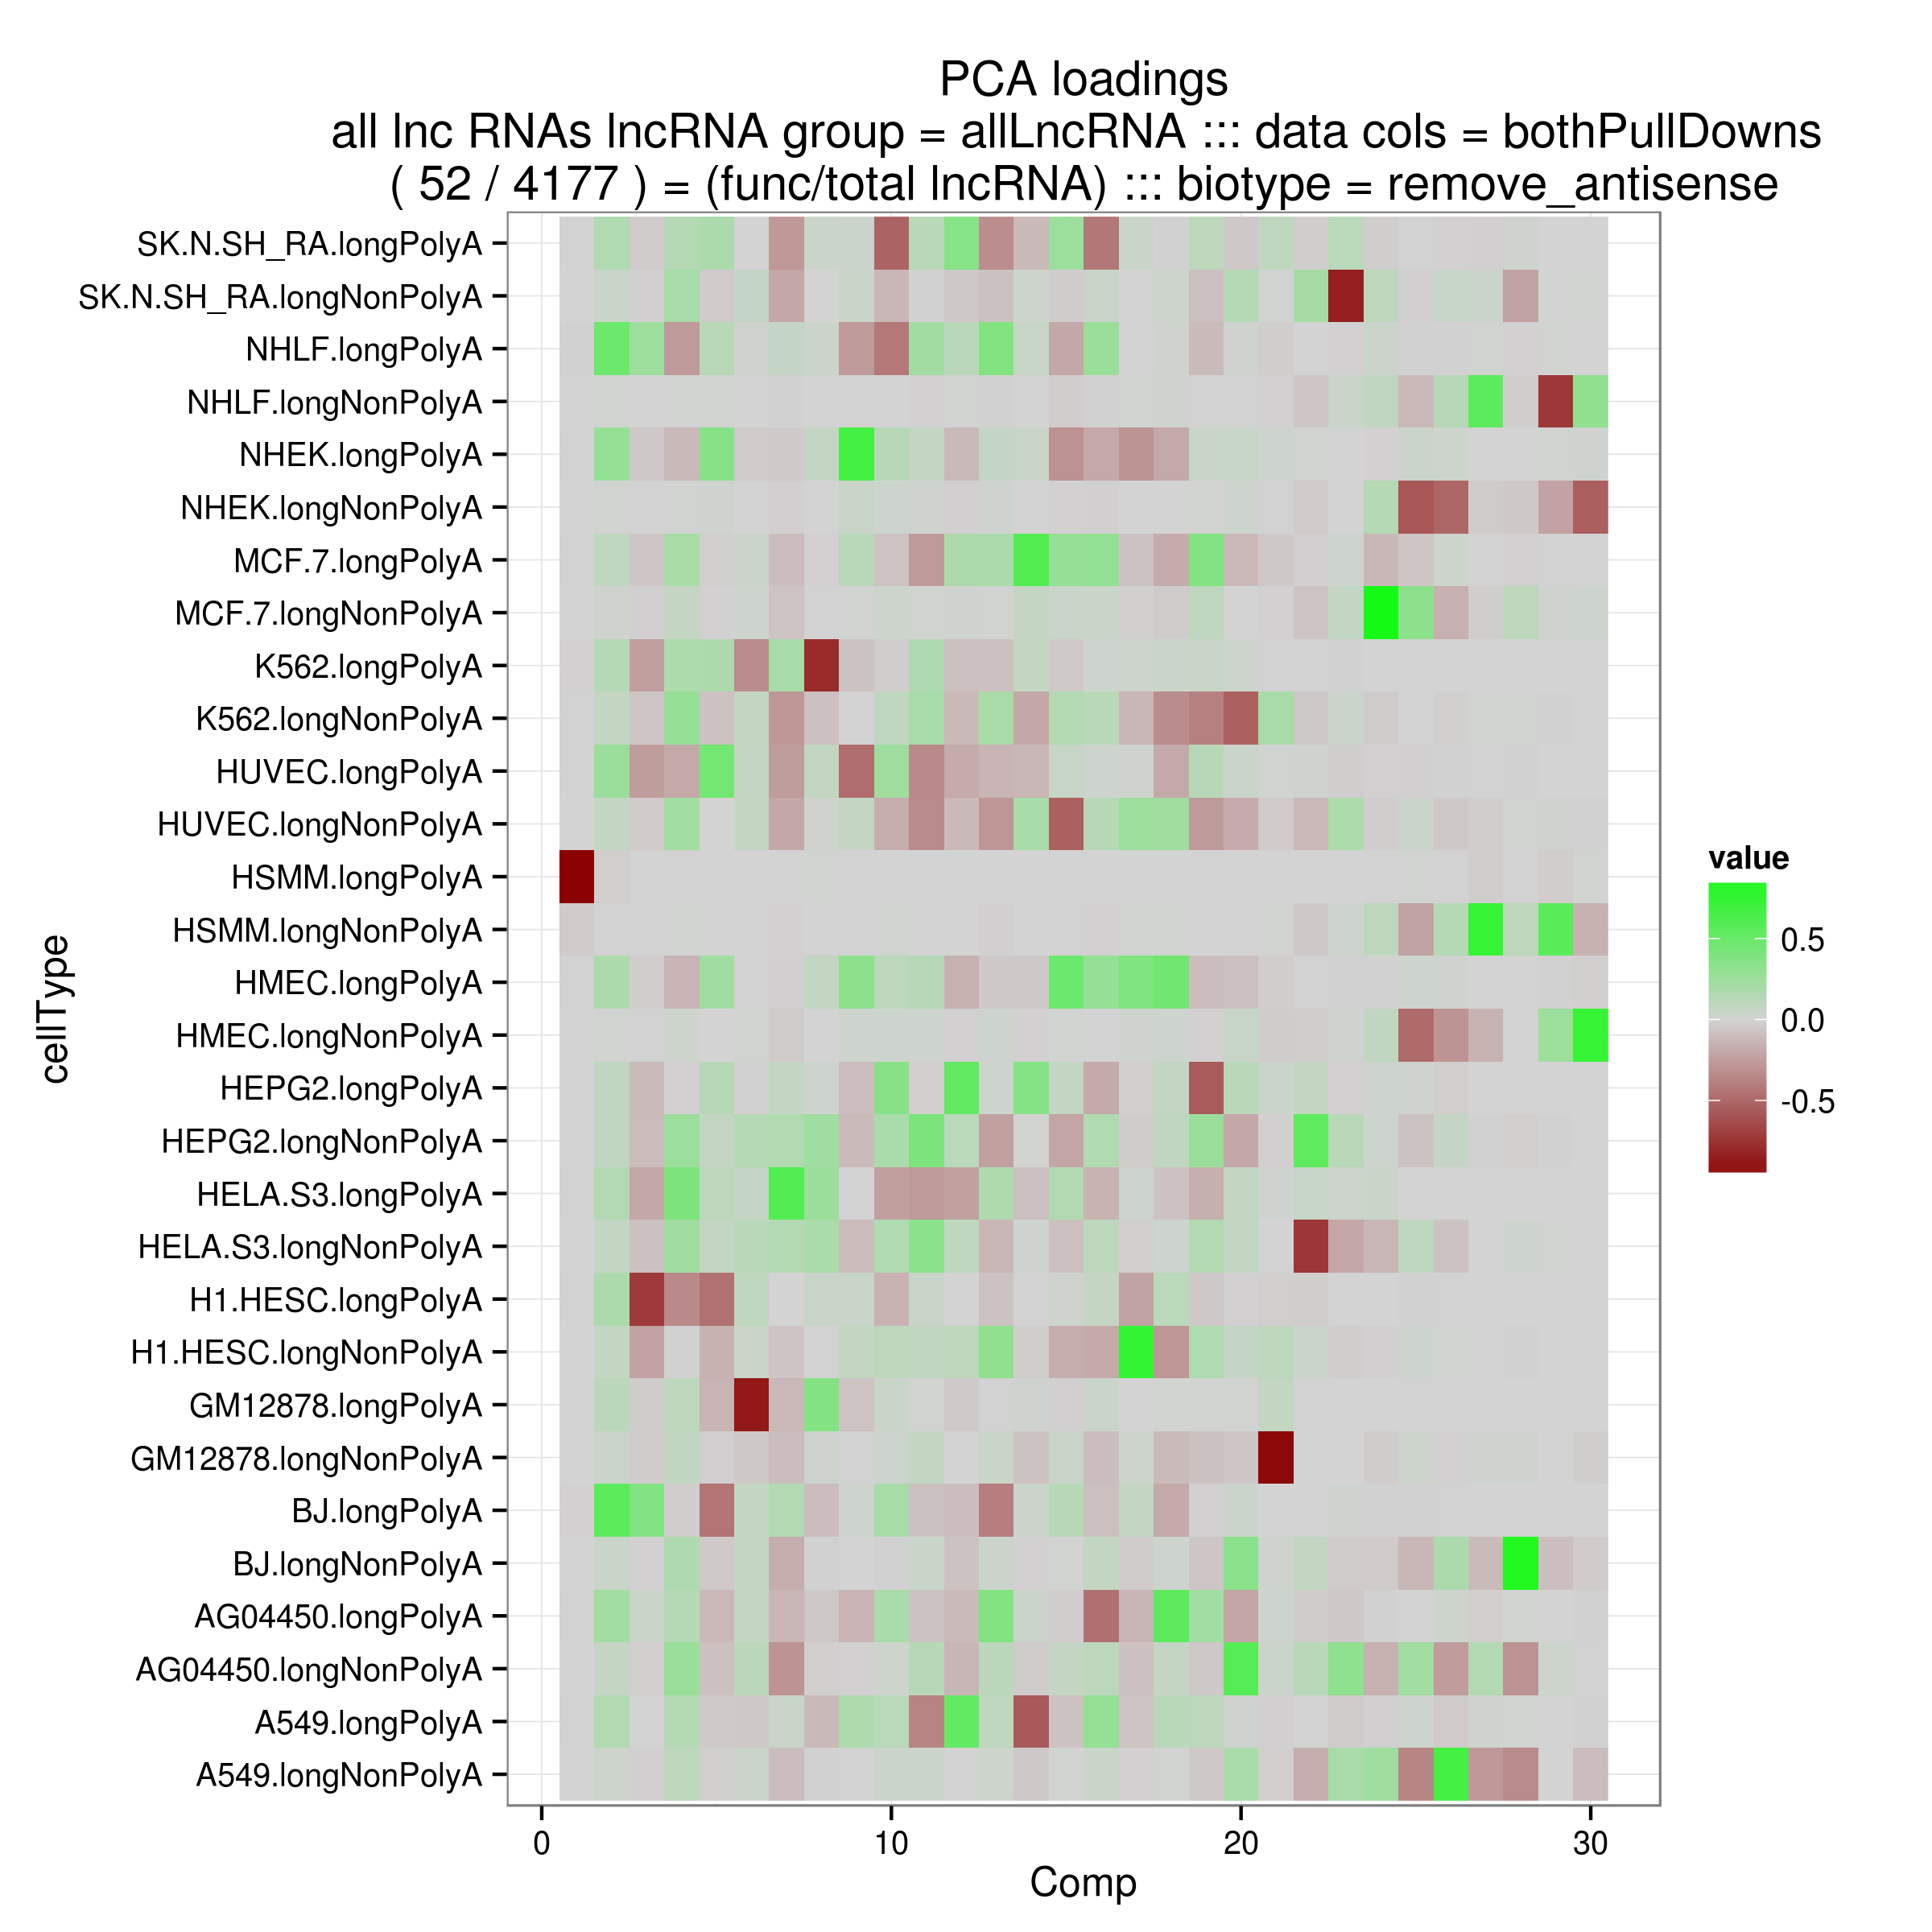 PCA loadings
all lnc RNAs lncRNA group = allLncRNA ::: data cols = bothPullDowns
( 52 / 4177 ) = (func/total lncRNA) ::: biotype = remove_antisense
SK.N.SH_RA.longPolyA
SK.N.SH_RA.longNonPolyA
NHLF.longPolyA
NHLF.longNonPolyA
NHEK.longPolyA
NHEK.longNonPolyA
MCF.7.longPolyA
MCF.7.longNonPolyA
K562.longPolyA
K562.longNonPolyA
HUVEC.longPolyA
HUVEC.longNonPolyA
HSMM.longPolyA
HSMM.longNonPolyA
HMEC.longPolyA
HMEC.longNonPolyA
HEPG2.longPolyA
HEPG2.longNonPolyA
HELA.S3.longPolyA
HELA.S3.longNonPolyA
H1.HESC.longPolyA
H1.HESC.longNonPolyA
GM12878.longPolyA
GM12878.longNonPolyA
BJ.longPolyA
BJ.longNonPolyA
AG04450.longPolyA
AG04450.longNonPolyA
A549.longPolyA
A549.longNonPolyA
cellType
0 10 20 30
Comp
value
0.5
0.0
-0.5